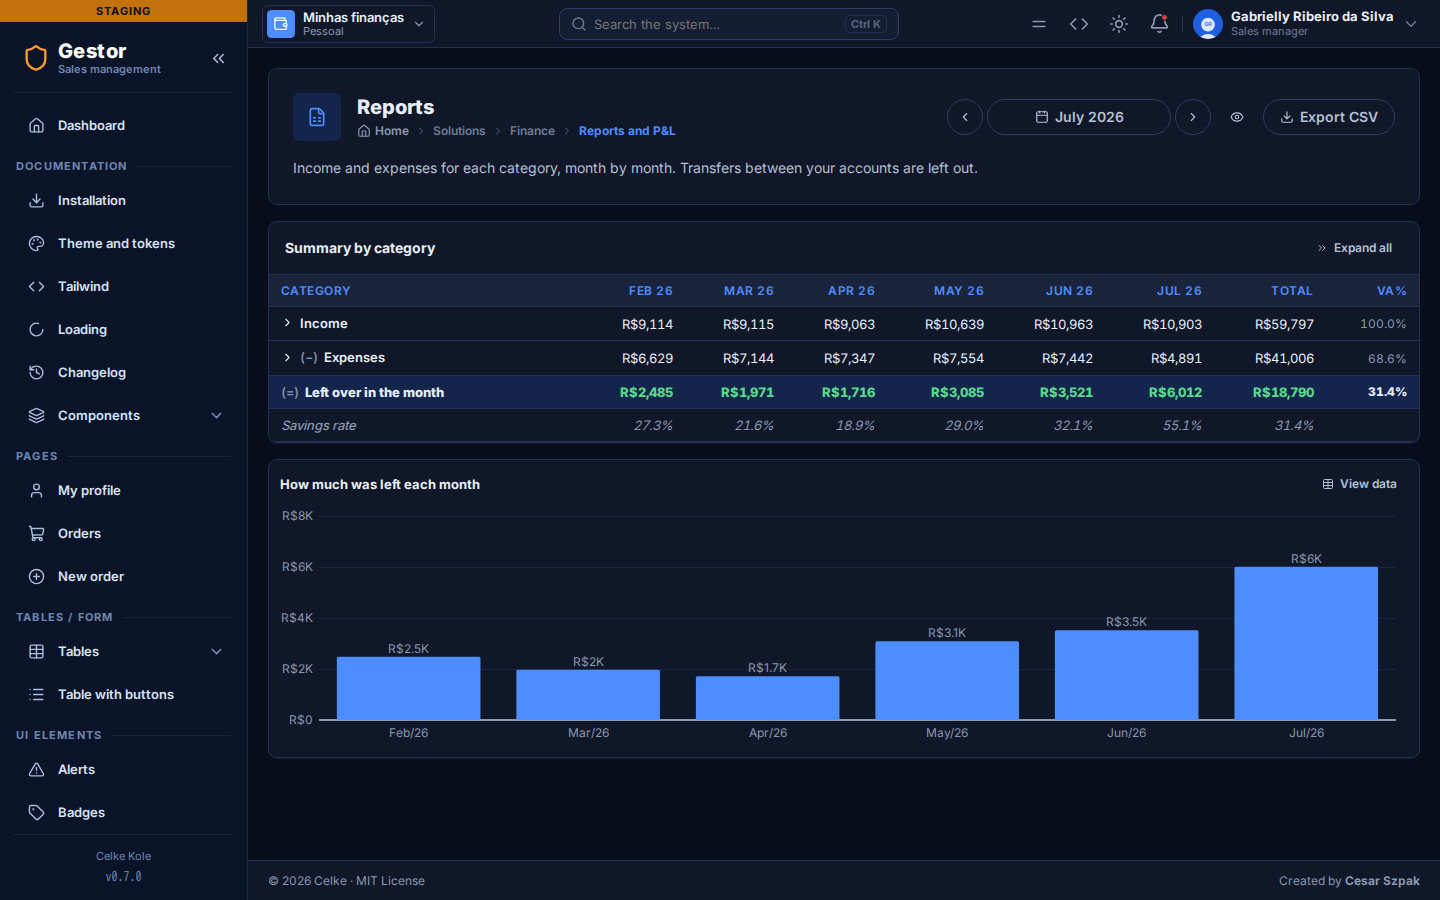 STAGING
Gestor
Sales management
Dashboard
DOCUMENTATION
Installation
Theme and tokens
Tailwind
Loading
Changelog
Components
PAGES
My profile
Orders
New order
TABLES / FORM
Tables
Table with buttons
UI ELEMENTS
Alerts
Badges
Celke Kole
v0.7.0
Minhas finanças
Pessoal
Search the system...
Ctrl K
GR
Gabrielly Ribeiro da Silva
Sales manager
Reports
Home Solutions Finance Reports and P&L
July 2026
Export CSV
Income and expenses for each category, month by month. Transfers between your accounts are left out.
Summary by category
Expand all
CATEGORY FEB 26 MAR 26 APR 26 MAY 26 JUN 26 JUL 26 TOTAL VA%
Income R$9,114 R$9,115 R$9,063 R$10,639 R$10,963 R$10,903 R$59,797 100.0%
(−) Expenses R$6,629 R$7,144 R$7,347 R$7,554 R$7,442 R$4,891 R$41,006 68.6%
(=) Left over in the month R$2,485 R$1,971 R$1,716 R$3,085 R$3,521 R$6,012 R$18,790 31.4%
Savings rate 27.3% 21.6% 18.9% 29.0% 32.1% 55.1% 31.4%
How much was left each month
View data
R$8K
R$6K
R$4K
R$2K
R$0
R$2.5K
R$2K
R$1.7K
R$3.1K
R$3.5K
R$6K
Feb/26 Mar/26 Apr/26 May/26 Jun/26 Jul/26
© 2026 Celke · MIT License
Created by Cesar Szpak